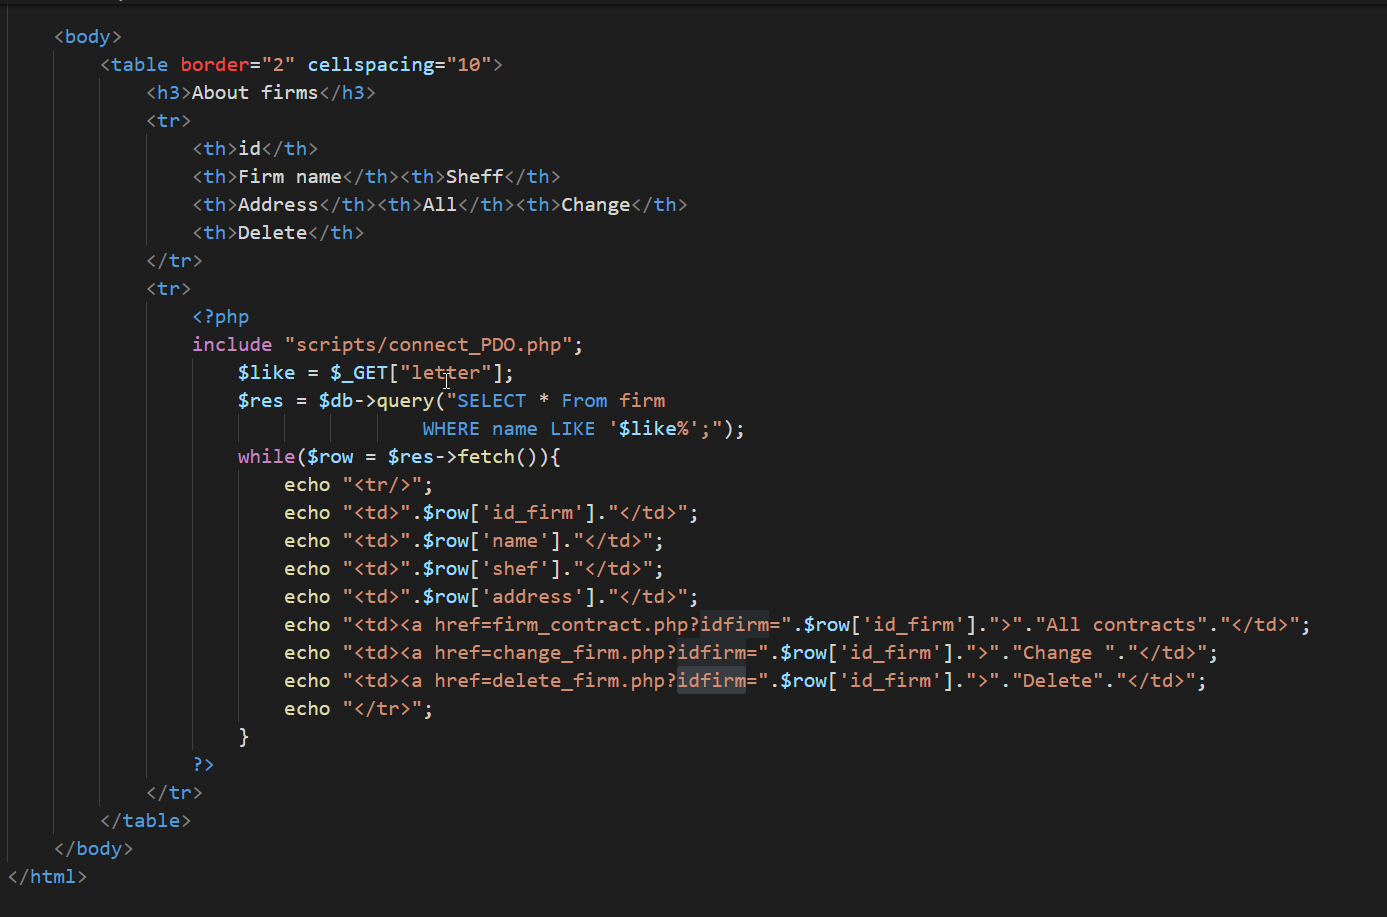 <body>
<table border="2" cellspacing="10">
<h3>About firms</h3>
<tr>
<th>id</th>
<th>Firm name</th><th>Sheff</th>
<th>Address</th><th>All</th><th>Change</th>
<th>Delete</th>
</tr>
<tr>
<?php
include "scripts/connect_PDO.php";
$like = $_GET["letter"];
$res = $db->query("SELECT * From firm
WHERE name LIKE '$like%';");
while($row = $res->fetch()){
echo "<tr/>";
echo "<td>".$row['id_firm']."</td>";
echo "<td>".$row['name']."</td>";
echo "<td>".$row['shef']."</td>";
echo "<td>".$row['address']."</td>";
echo "<td><a href=firm_contract.php?idfirm=".$row['id_firm'].">"."All contracts"."</td>";
echo "<td><a href=change_firm.php?idfirm=".$row['id_firm'].">"."Change "."</td>";
echo "<td><a href=delete_firm.php?idfirm=".$row['id_firm'].">"."Delete"."</td>";
echo "</tr>";
}
?>
</tr>
</table>
</body>
</html>